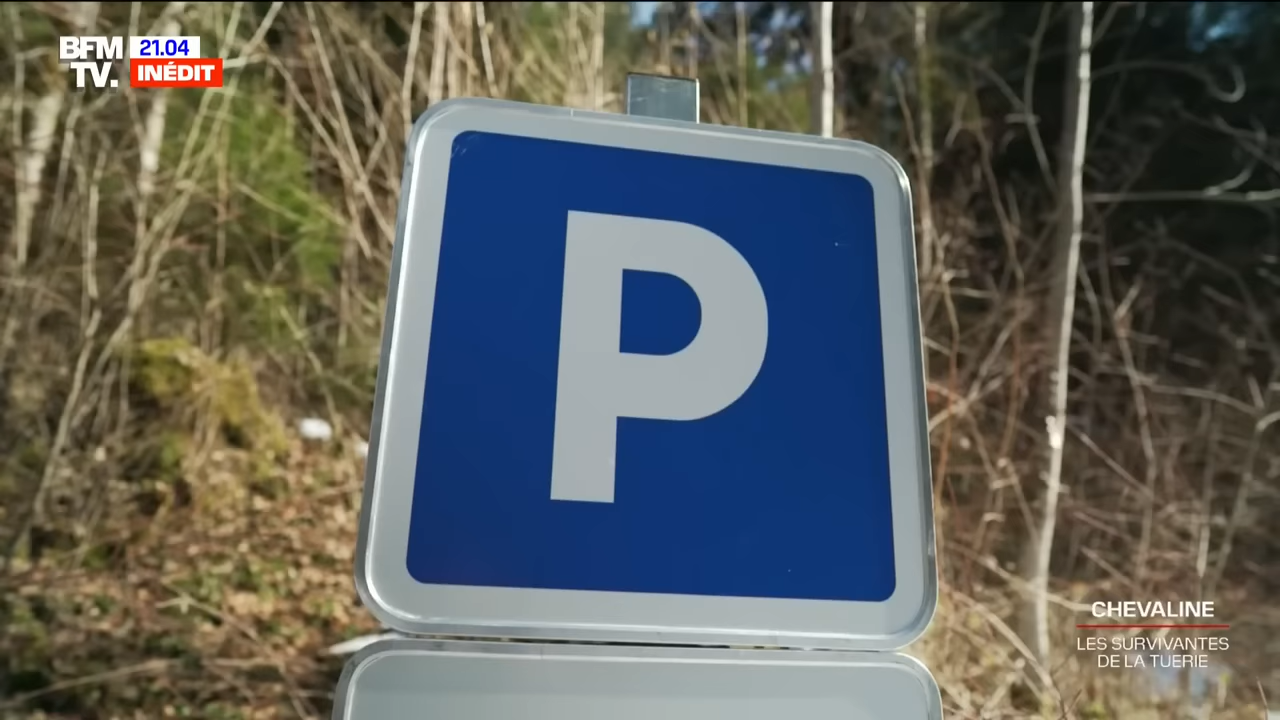 BFM
TV.
21.04
INÉDIT
P
CHEVALINE
LES SURVIVANTES
DE LA TUERIE